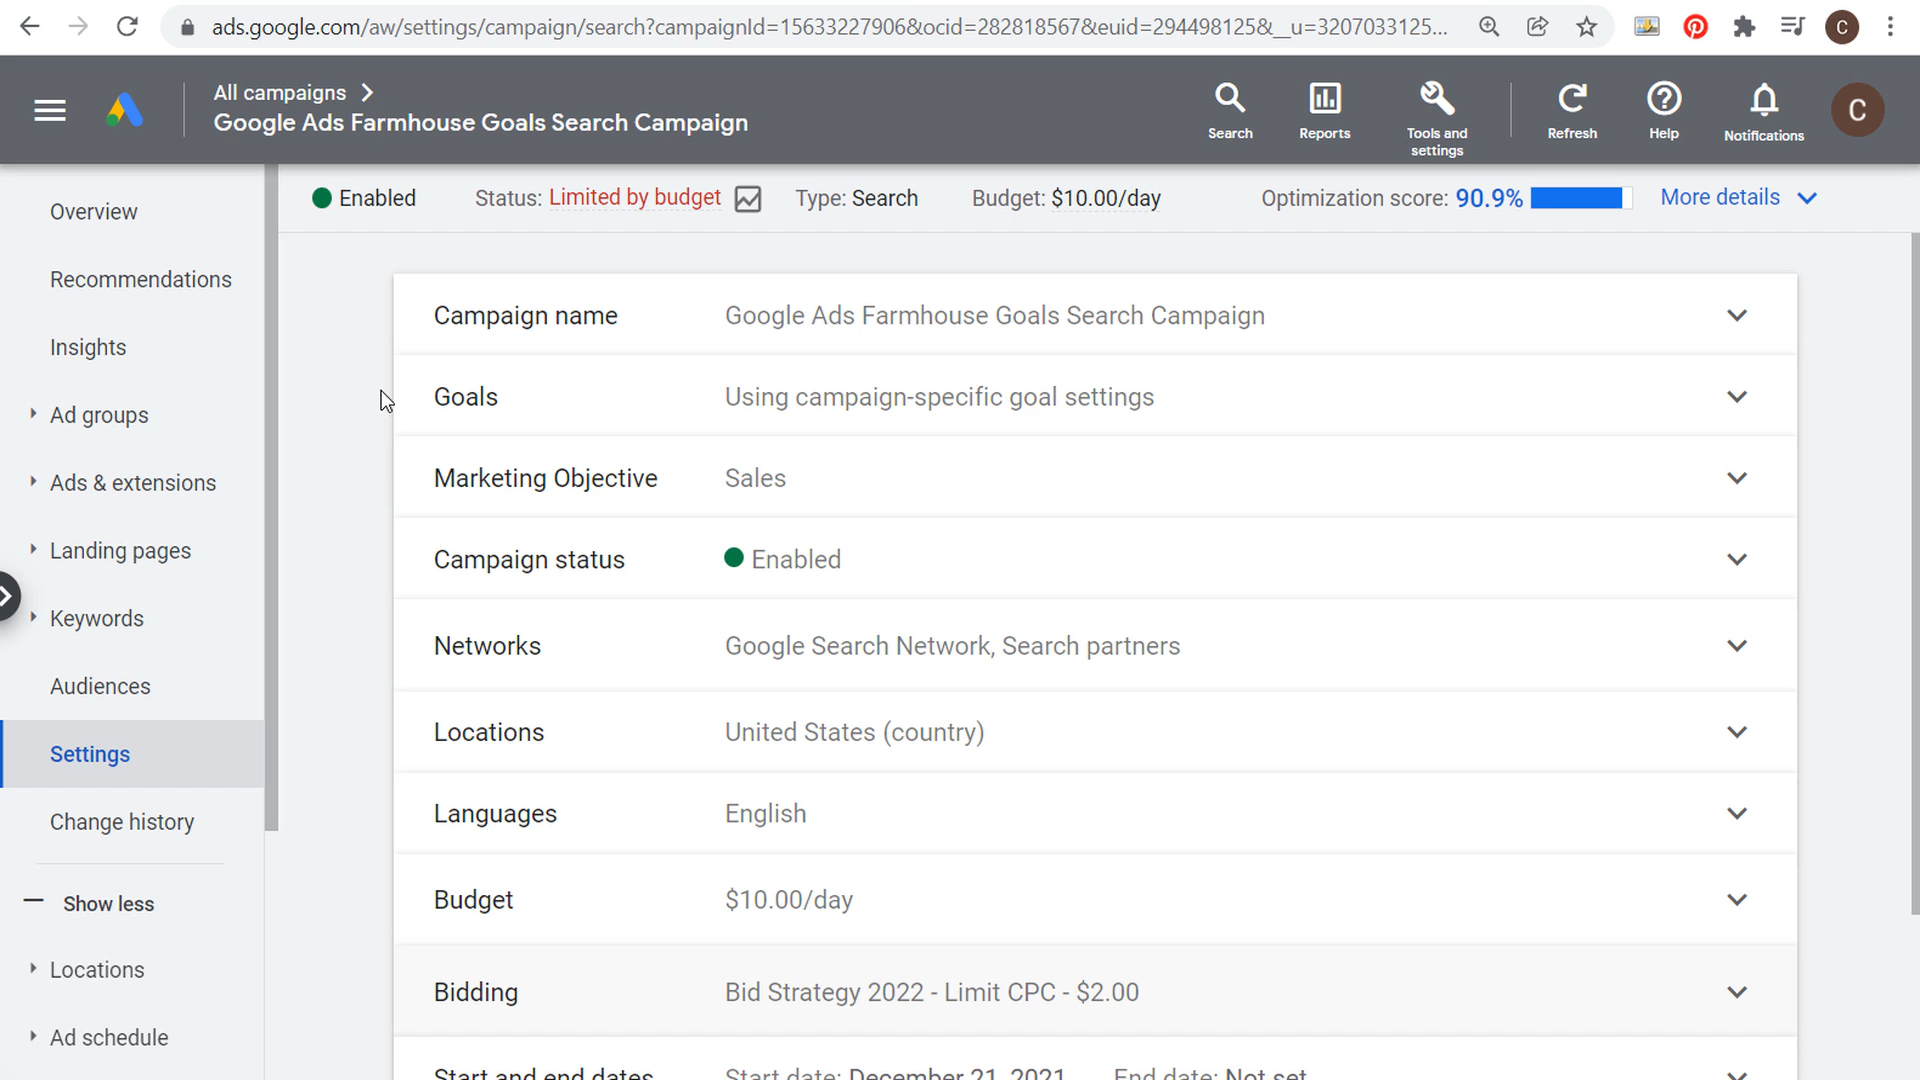 ads.google.com/aw/settings/campaign/search?campaignId=15633227906&ocid=282818567&euid=294498125&__u=3207033125...
C
All campaigns
Google Ads Farmhouse Goals Search Campaign
Search
Reports
Tools and
settings
Refresh
Help
Notifications
C
Enabled
Status: Limited by budget
Type: Search
Budget: $10.00/day
Optimization score: 90.9%
More details
Overview
Recommendations
Insights
Ad groups
Ads & extensions
Landing pages
Keywords
Audiences
Settings
Change history
Show less
Locations
Ad schedule
Campaign name Google Ads Farmhouse Goals Search Campaign
Goals Using campaign-specific goal settings
Marketing Objective Sales
Campaign status Enabled
Networks Google Search Network, Search partners
Locations United States (country)
Languages English
Budget $10.00/day
Bidding Bid Strategy 2022 - Limit CPC - $2.00
Start and end dates Start date: December 21, 2021 End date: Not set